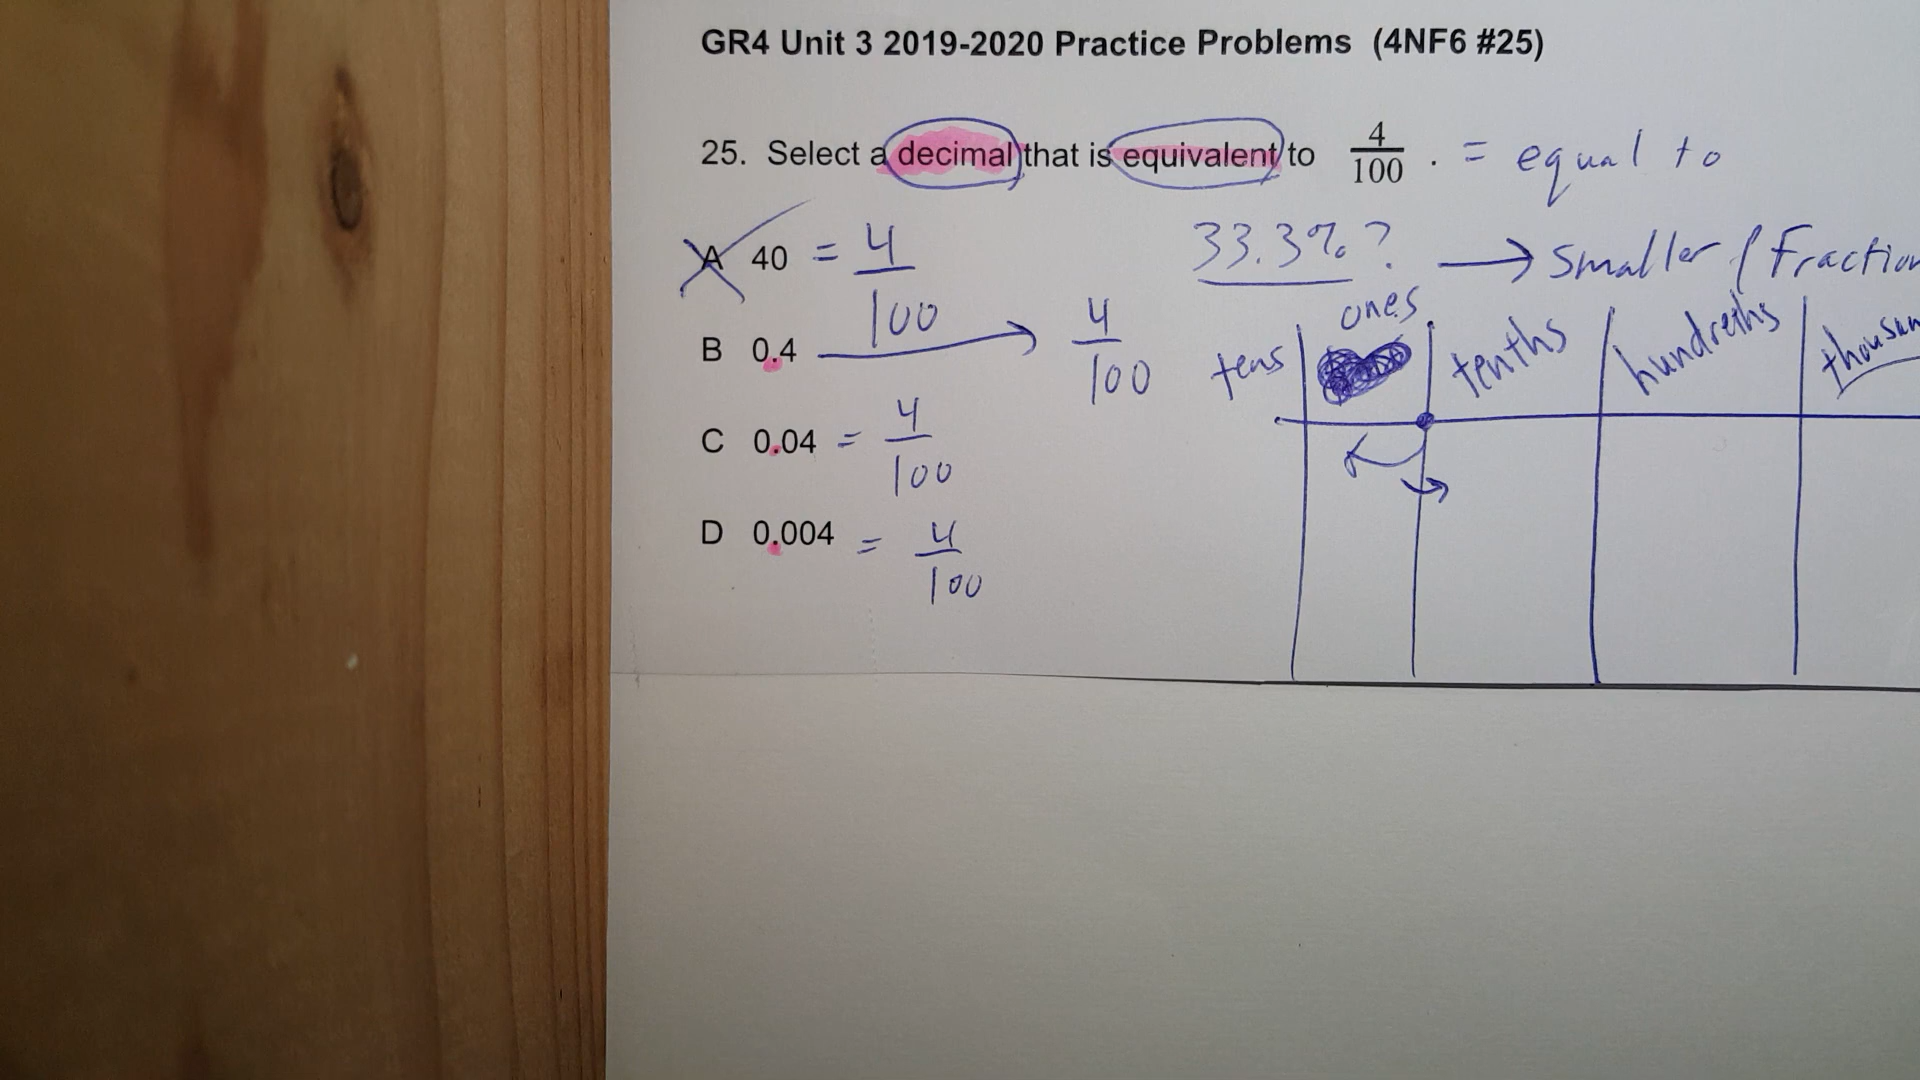 GR4 Unit 3 2019-2020 Practice Problems (4NF6 #25)
25. Select a decimal that is equivalent to 4/100 . = equal to
A 40 = 4/100
33.3%? → Smaller (Fraction
B 0.4 → 4/100
C 0.04 = 4/100
D 0.004 = 4/100
tens ones tenths hundreths thousan